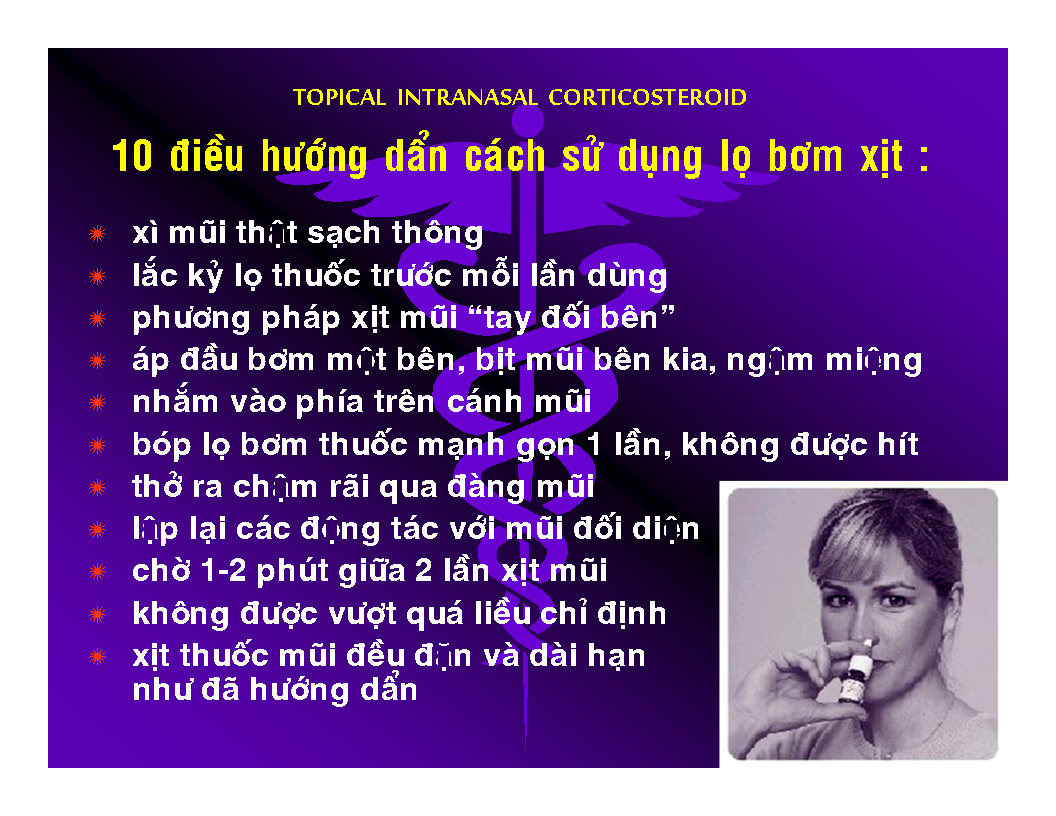 TOPICAL INTRANASAL CORTICOSTEROID
10 điều hướng dẩn cách sử dụng lọ bơm xịt :
xì mũi thật sạch thông
lắc kỷ lọ thuốc trước mỗi lần dùng
phương pháp xịt mũi “tay đối bên”
áp đầu bơm một bên, bịt mũi bên kia, ngậm miệng
nhắm vào phía trên cánh mũi
bóp lọ bơm thuốc mạnh gọn 1 lần, không được hít
thở ra chậm rãi qua đàng mũi
lập lại các động tác với mũi đối diện
chờ 1-2 phút giữa 2 lần xịt mũi
không được vượt quá liều chỉ định
xịt thuốc mũi đều đặn và dài hạn
như đã hướng dẩn